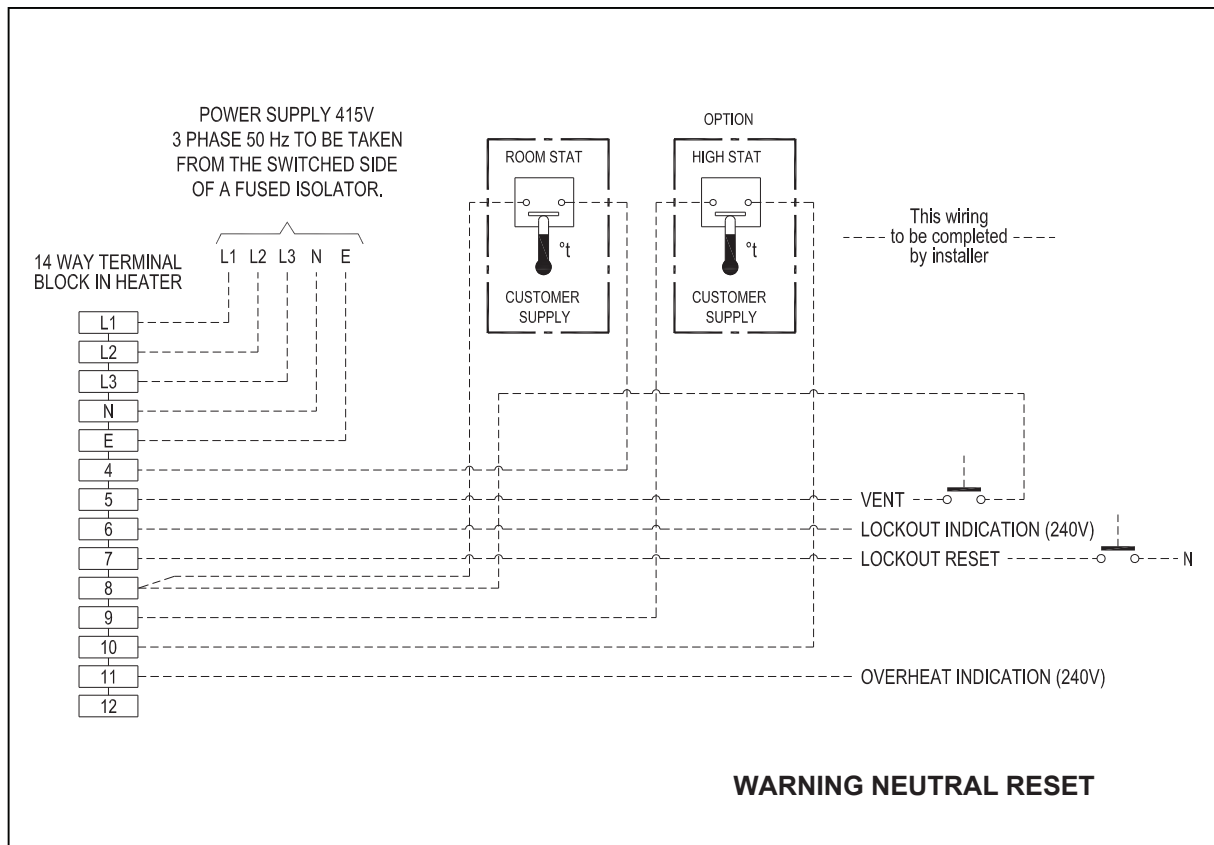 POWER SUPPLY 415V
3 PHASE 50 Hz TO BE TAKEN
FROM THE SWITCHED SIDE
OF A FUSED ISOLATOR.
L1 L2 L3 N E
14 WAY TERMINAL
BLOCK IN HEATER
L1
L2
L3
N
E
4
5
6
7
8
9
10
11
12
ROOM STAT
°t
CUSTOMER
SUPPLY
OPTION
HIGH STAT
°t
CUSTOMER
SUPPLY
This wiring
to be completed
by installer
VENT
LOCKOUT INDICATION (240V)
LOCKOUT RESET
N
OVERHEAT INDICATION (240V)
WARNING NEUTRAL RESET